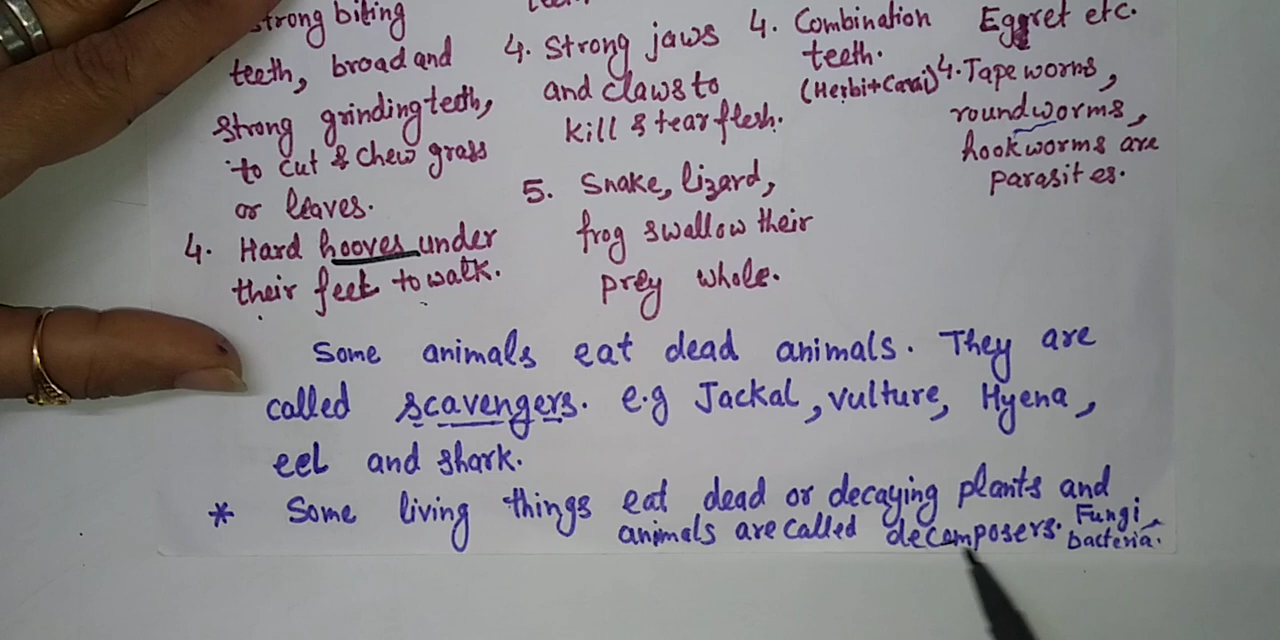 strong biting
teeth, broad and
strong grinding teeth,
to cut & chew grass
or leaves.
4. Hard hooves under
their feet to walk.
4. Strong jaws
and claws to
kill & tear flesh.
5. Snake, lizard,
frog swallow their
prey whole.
4. Combination
teeth.
Eggret etc.
4. Tape worms,
roundworms,
hookworms are
parasites.
Some animals eat dead animals. They are
called scavengers. e.g Jackal, vulture, Hyena,
eel and shark.
* Some living things eat dead or decaying plants and
animals are called decomposers. Fungi,
bacteria.